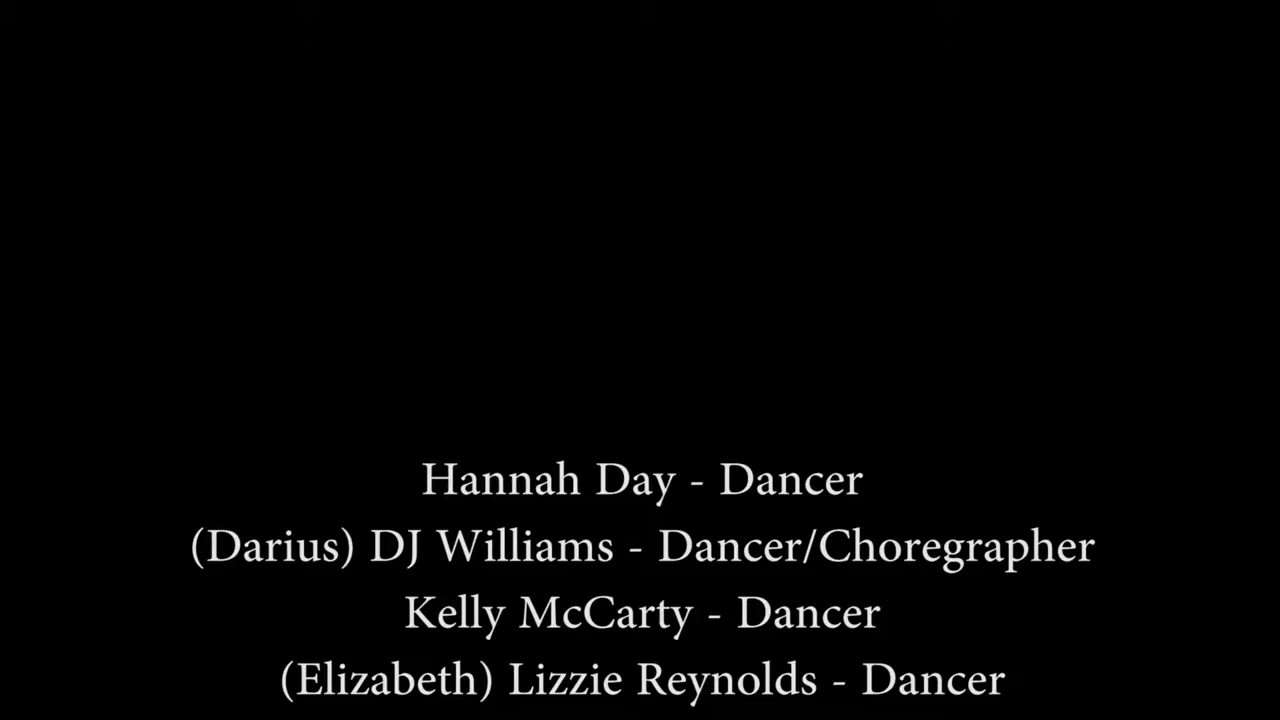 Hannah Day - Dancer
(Darius) DJ Williams - Dancer/Choregrapher
Kelly McCarty - Dancer
(Elizabeth) Lizzie Reynolds - Dancer